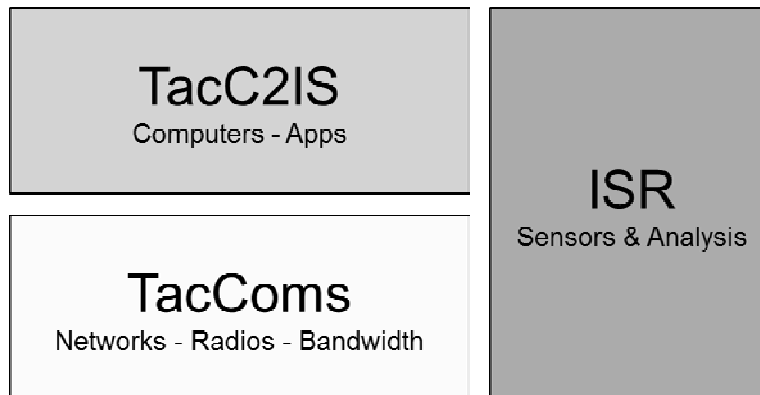 TacC2IS
Computers - Apps
TacComs
Networks - Radios - Bandwidth
ISR
Sensors & Analysis